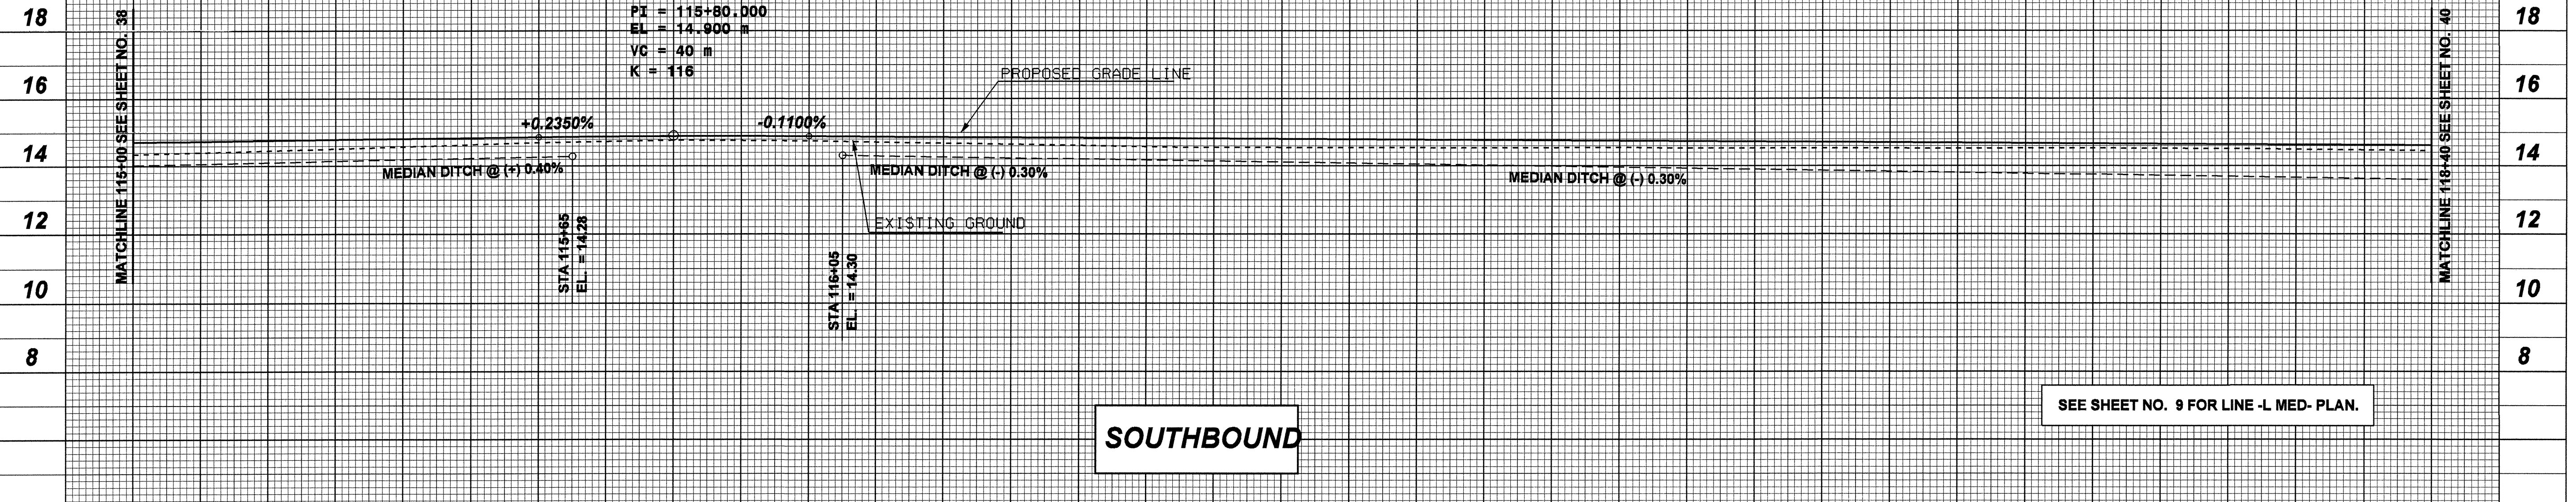 PI = 115+80.000
EL = 14.900 m
VC = 40 m
K = 116
18
16
14
12
10
8
MATCHLINE 115+00 SEE SHEET NO. 38
+0.2350%
-0.1100%
PROPOSED GRADE LINE
MEDIAN DITCH @ (+) 0.40%
MEDIAN DITCH @ (-) 0.30%
MEDIAN DITCH @ (-) 0.30%
EXISTING GROUND
STA 115+65
EL. = 14.28
STA 116+05
EL. = 14.30
MATCHLINE 118+40 SEE SHEET NO. 40
18
16
14
12
10
8
SEE SHEET NO. 9 FOR LINE -L MED- PLAN.
SOUTHBOUND